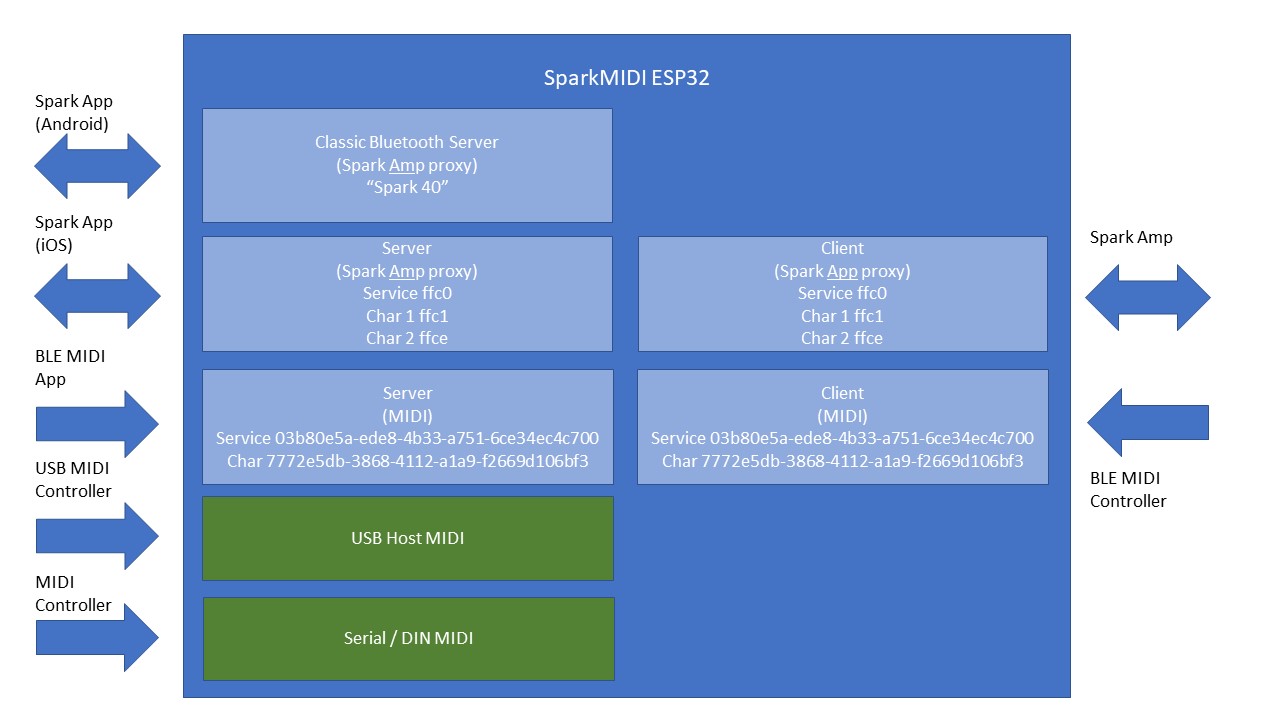 SparkMIDI ESP32
Spark App
(Android)
Classic Bluetooth Server
(Spark Amp proxy)
“Spark 40”
Spark App
(iOS)
Server
(Spark Amp proxy)
Service ffc0
Char 1 ffc1
Char 2 ffce
Client
(Spark App proxy)
Service ffc0
Char 1 ffc1
Char 2 ffce
Spark Amp
BLE MIDI
App
Server
(MIDI)
Service 03b80e5a-ede8-4b33-a751-6ce34ec4c700
Char 7772e5db-3868-4112-a1a9-f2669d106bf3
Client
(MIDI)
Service 03b80e5a-ede8-4b33-a751-6ce34ec4c700
Char 7772e5db-3868-4112-a1a9-f2669d106bf3
BLE MIDI
Controller
USB MIDI
Controller
USB Host MIDI
MIDI
Controller
Serial / DIN MIDI